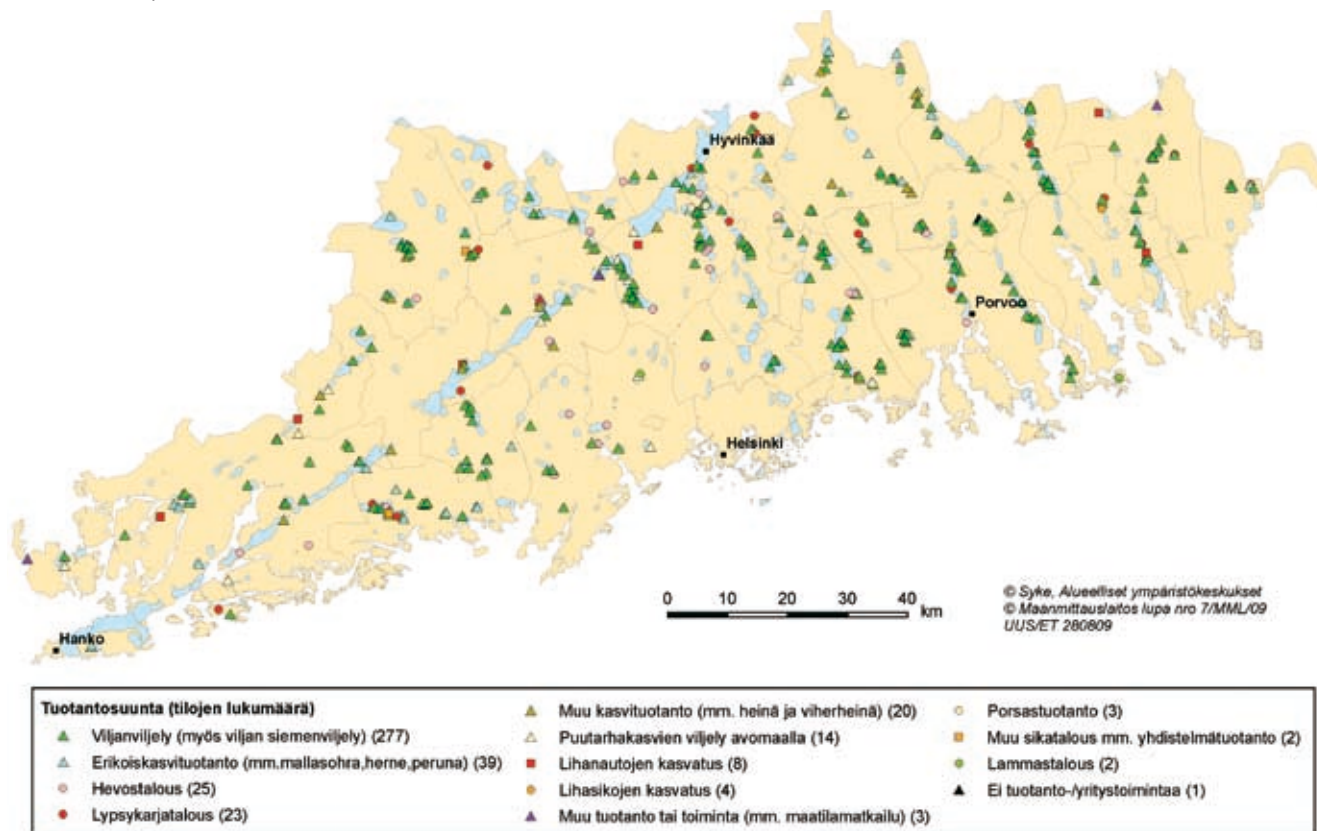 Hyvinkää
Porvoo
Helsinki
Hanko
0 10 20 30 40
km
© Syke, Alueelliset ympäristökeskukset
© Maanmittauslaitos lupa nro 7/MML/09
UUS/ET 280809
Tuotantosuunta (tilojen lukumäärä)
Viljanviljely (myös viljan siemenviljely) (277)
Erikoiskasvituotanto (mm.mallasohra,herne,peruna) (39)
Hevostalous (25)
Lypsykarjatalous (23)
Muu kasvituotanto (mm. heinä ja viherheinä) (20)
Puutarhakasvien viljely avomaalla (14)
Lihanautojen kasvatus (8)
Lihasikojen kasvatus (4)
Muu tuotanto tai toiminta (mm. maatilamatkailu) (3)
Porsastuotanto (3)
Muu sikatalous mm. yhdistelmätuotanto (2)
Lammastalous (2)
Ei tuotanto-/yritystoimintaa (1)